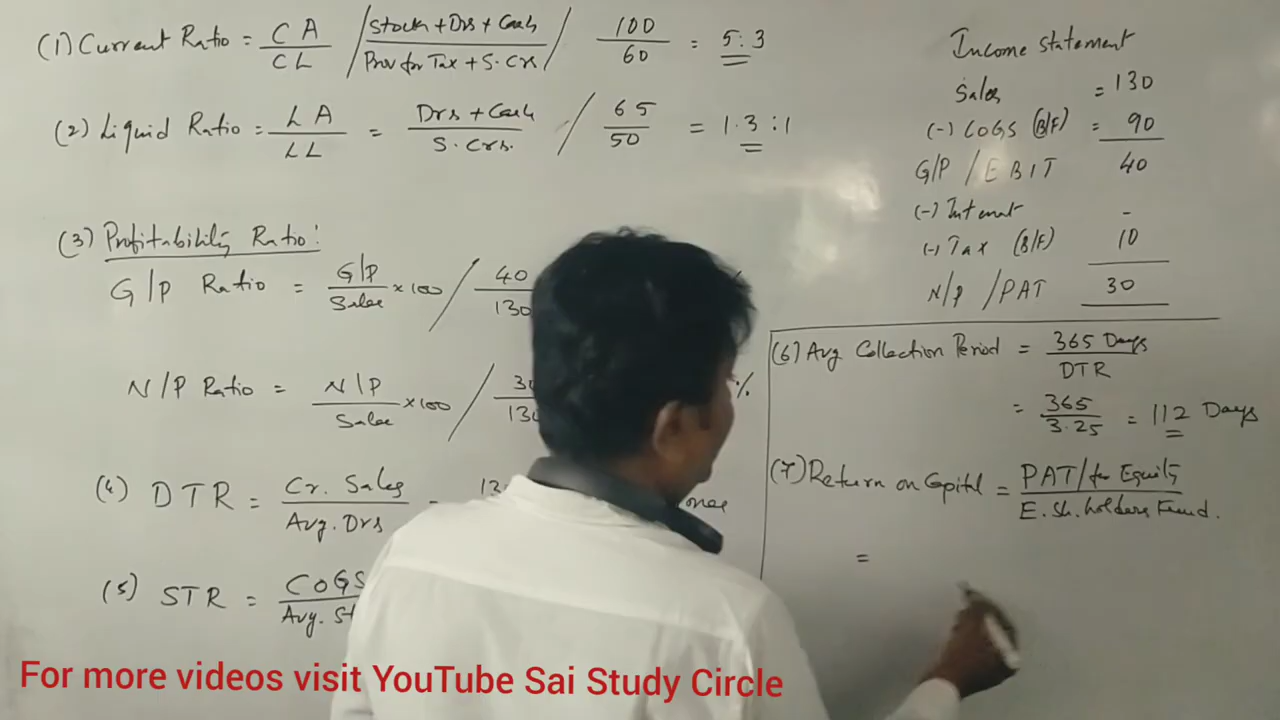 (1) Current Ratio = CA / CL / Stock + Drs + Cash / Prov for Tax + S. Crs / 100 / 60 = 5:3
(2) Liquid Ratio = LA / LL = Drs + Cash / S. Crs. / 65 / 50 = 1.3:1
(3) Profitability Ratio:
G/P Ratio = G/P / Sales × 100 / 40 / 130
N/P Ratio = N/P / Sales × 100 / %
(4) DTR = Cr. Sales / Avg. Drs =
(5) STR = COGS / Avg.
Income Statement
Sales = 130
(-) COGS (B/F) = 90
G/P / EBIT 40
(-) Interest -
(-) Tax (B/F) 10
N/P / PAT 30
(6) Avg Collection Period = 365 Days / DTR
= 365 / 3.25 = 112 Days
(7) Return on Capital = PAT/for Equity / E. Sh. holders Fund.
=
For more videos visit YouTube Sai Study Circle